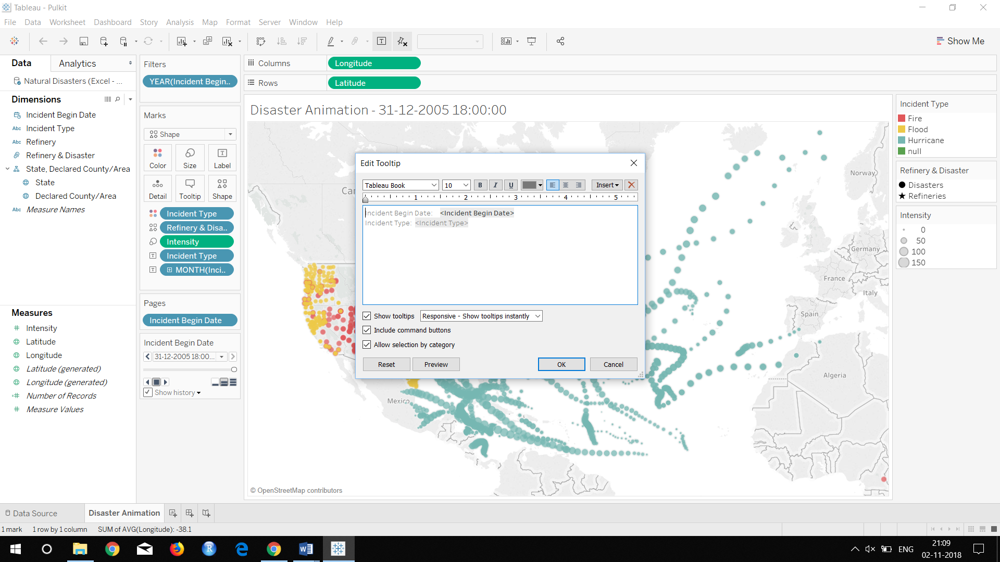 Tableau - Pulkit
File Data Worksheet Dashboard Story Analysis Map Format Server Window Help
Show Me
Data Analytics
Natural Disasters (Excel - ...
Dimensions
Incident Begin Date
Abc Incident Type
Abc Refinery
Refinery & Disaster
State, Declared County/Area
State
Declared County/Area
Abc Measure Names
Measures
Intensity
Latitude
Longitude
Latitude (generated)
Longitude (generated)
Number of Records
Measure Values
Filters
YEAR(Incident Begin..
Marks
Shape
Color Size Label
Detail Tooltip Shape
Incident Type
Refinery & Disa..
Intensity
Incident Type
MONTH(Inci..
Pages
Incident Begin Date
Incident Begin Date
31-12-2005 18:00...
Show history
Columns Longitude
Rows Latitude
Disaster Animation - 31-12-2005 18:00:00
Ca
Norway
Germany
France
Italy
Spain
Algeria
Mexico
© OpenStreetMap contributors
Edit Tooltip
Tableau Book 10 B I U Insert
1 2 3 4 5
Incident Begin Date: <Incident Begin Date>
Incident Type: <Incident Type>
Show tooltips Responsive - Show tooltips instantly
Include command buttons
Allow selection by category
Reset Preview OK Cancel
Incident Type
Fire
Flood
Hurricane
null
Refinery & Disaster
Disasters
Refineries
Intensity
0
50
100
150
Data Source Disaster Animation
1 mark 1 row by 1 column SUM of AVG(Longitude): -38.1
ENG
21:09
02-11-2018